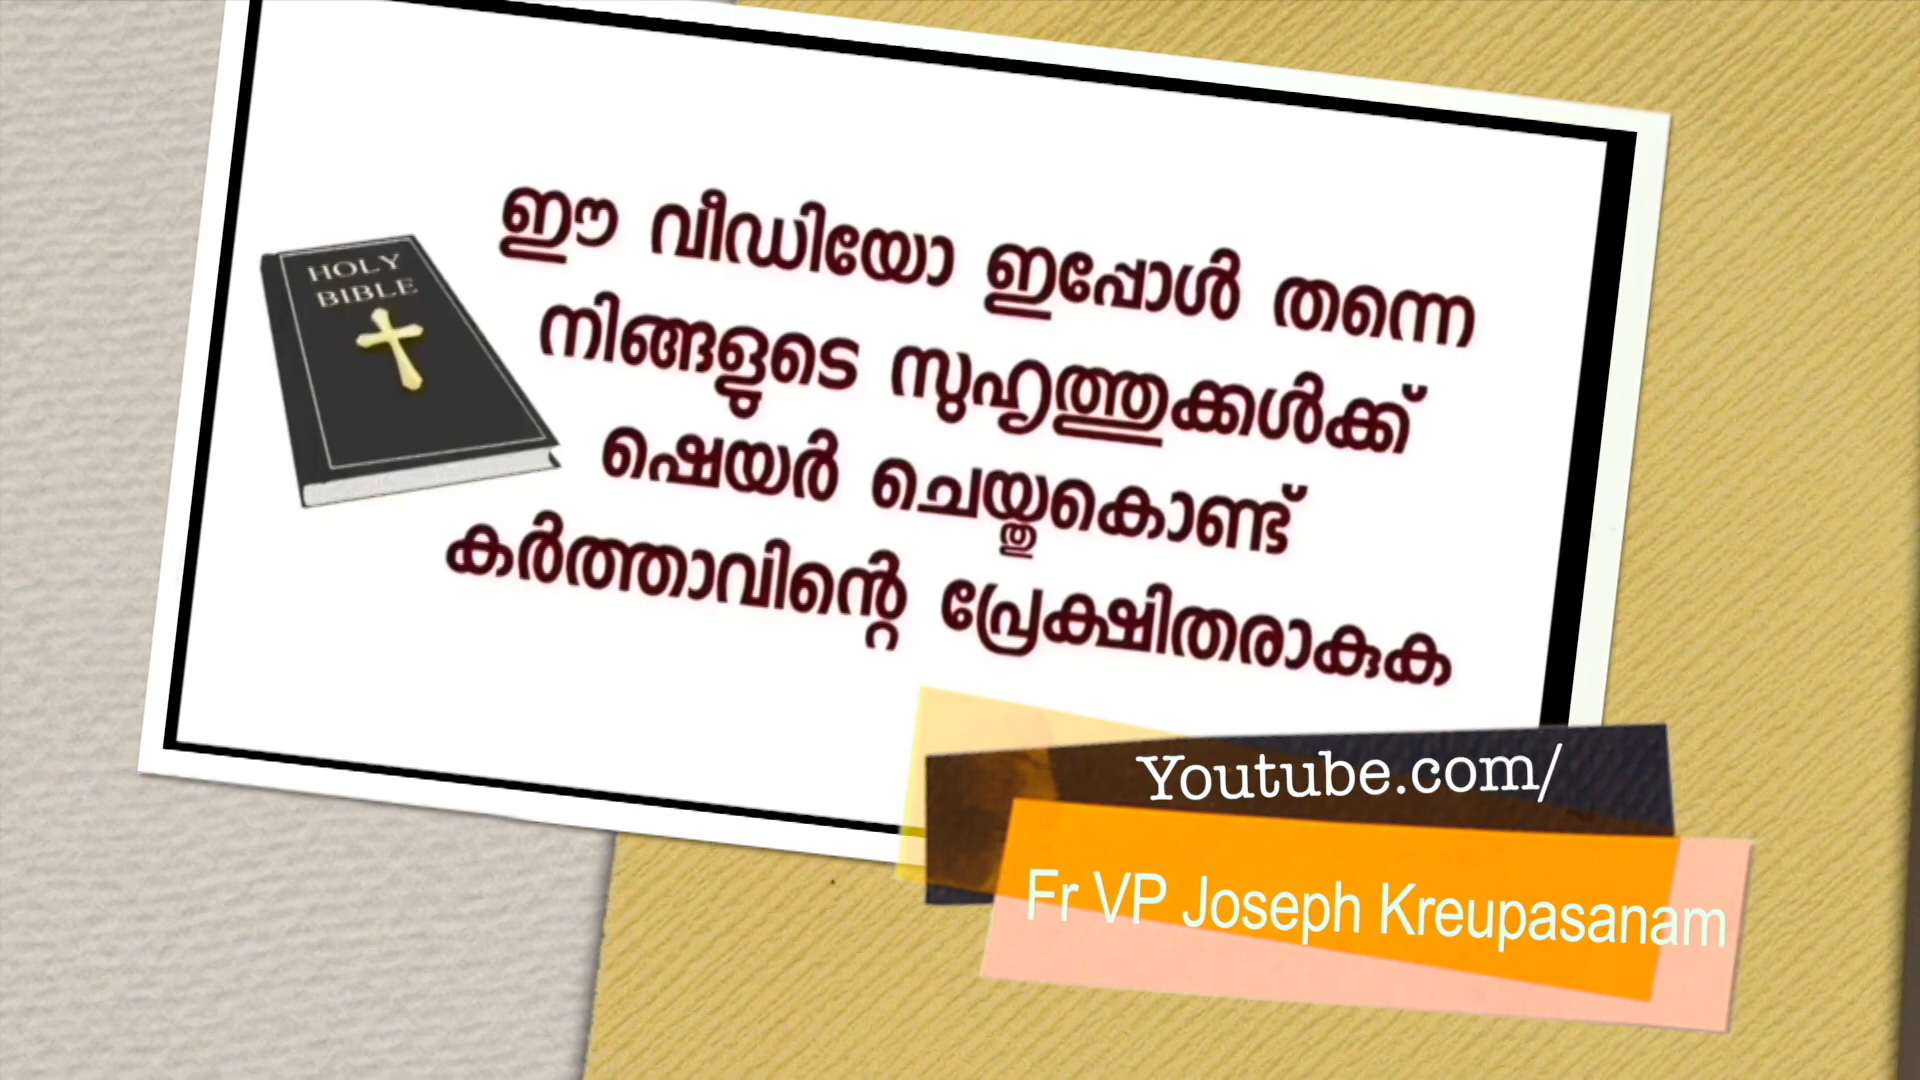 HOLY
BIBLE
ഈ വീഡിയോ ഇപ്പോൾ തന്നെ
നിങ്ങളുടെ സുഹൃത്തുക്കൾക്ക്
ഷെയർ ചെയ്തുകൊണ്ട്
കർത്താവിന്റെ പ്രേക്ഷിതരാകുക
Youtube.com/
Fr VP Joseph Kreupasanam